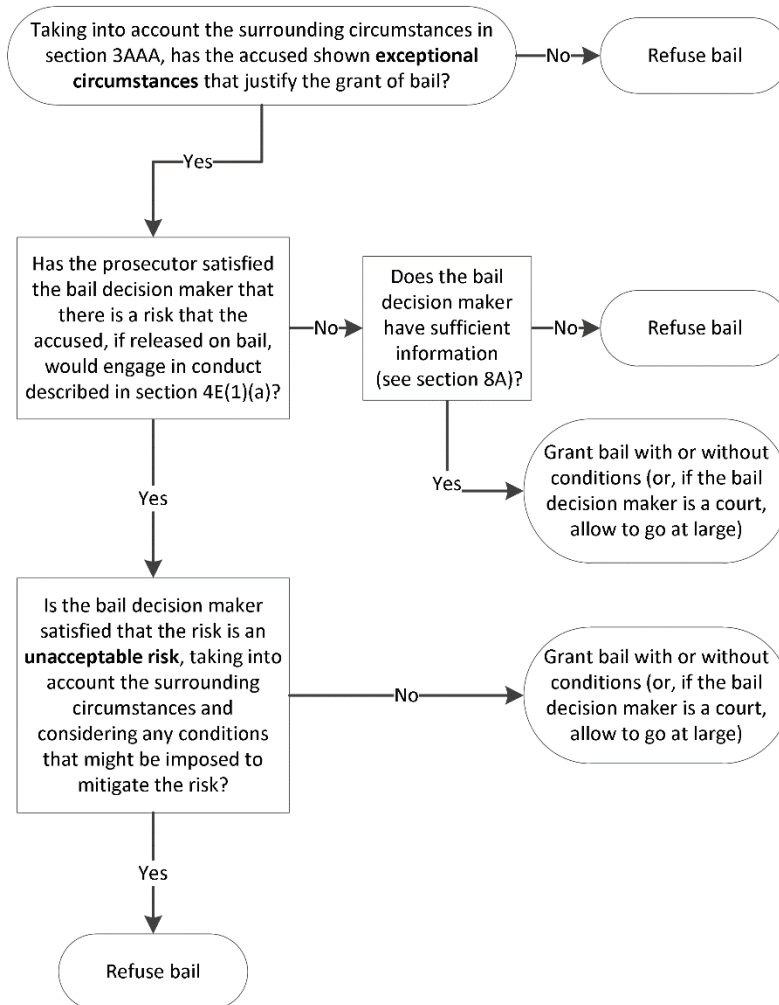 Taking into account the surrounding circumstances in
section 3AAA, has the accused shown exceptional
circumstances that justify the grant of bail?
No
Refuse bail
Yes
Has the prosecutor satisfied
the bail decision maker that
there is a risk that the
accused, if released on bail,
would engage in conduct
described in section 4E(1)(a)?
No
Does the bail
decision maker
have sufficient
information
(see section 8A)?
No
Refuse bail
Yes
Grant bail with or without
conditions (or, if the bail
decision maker is a court,
allow to go at large)
Yes
Is the bail decision maker
satisfied that the risk is an
unacceptable risk, taking into
account the surrounding
circumstances and
considering any conditions
that might be imposed to
mitigate the risk?
No
Grant bail with or without
conditions (or, if the bail
decision maker is a court,
allow to go at large)
Yes
Refuse bail